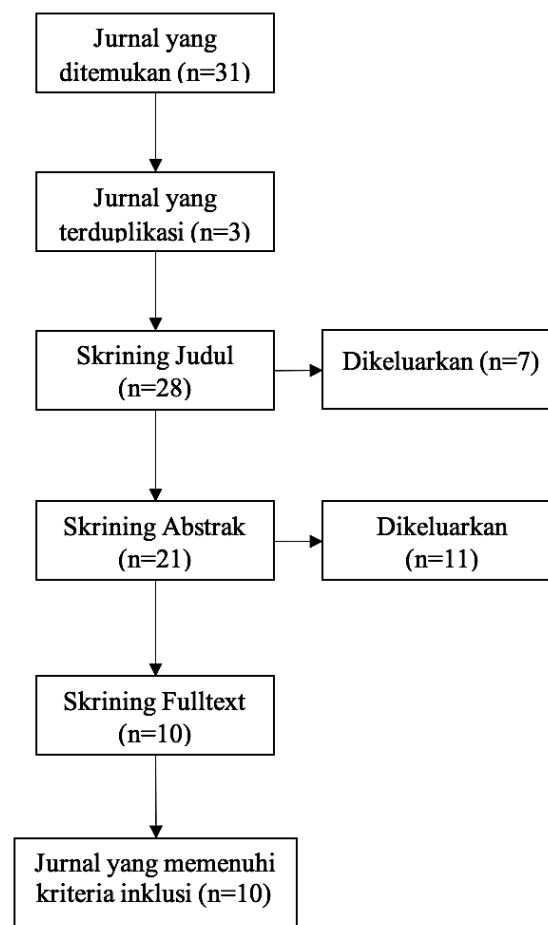 Jurnal yang
ditemukan (n=31)
Jurnal yang
terduplikasi (n=3)
Skrining Judul
(n=28)
Dikeluarkan (n=7)
Skrining Abstrak
(n=21)
Dikeluarkan
(n=11)
Skrining Fulltext
(n=10)
Jurnal yang memenuhi
kriteria inklusi (n=10)